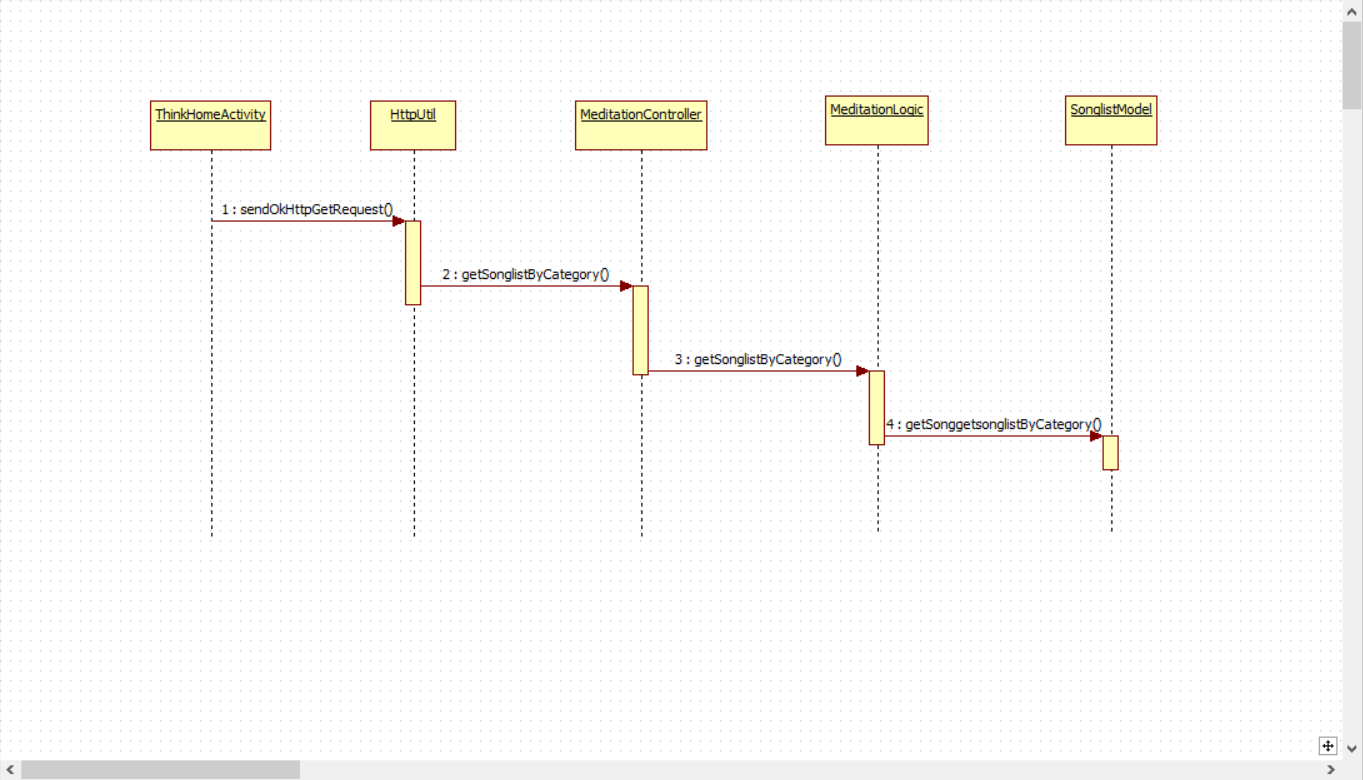 ThinkHomeActivity
HttpUtil
MeditationController
MeditationLogic
SonglistModel
1 : sendOkHttpGetRequest()
2 : getSonglistByCategory()
3 : getSonglistByCategory()
4 : getSonggetsonglistByCategory()